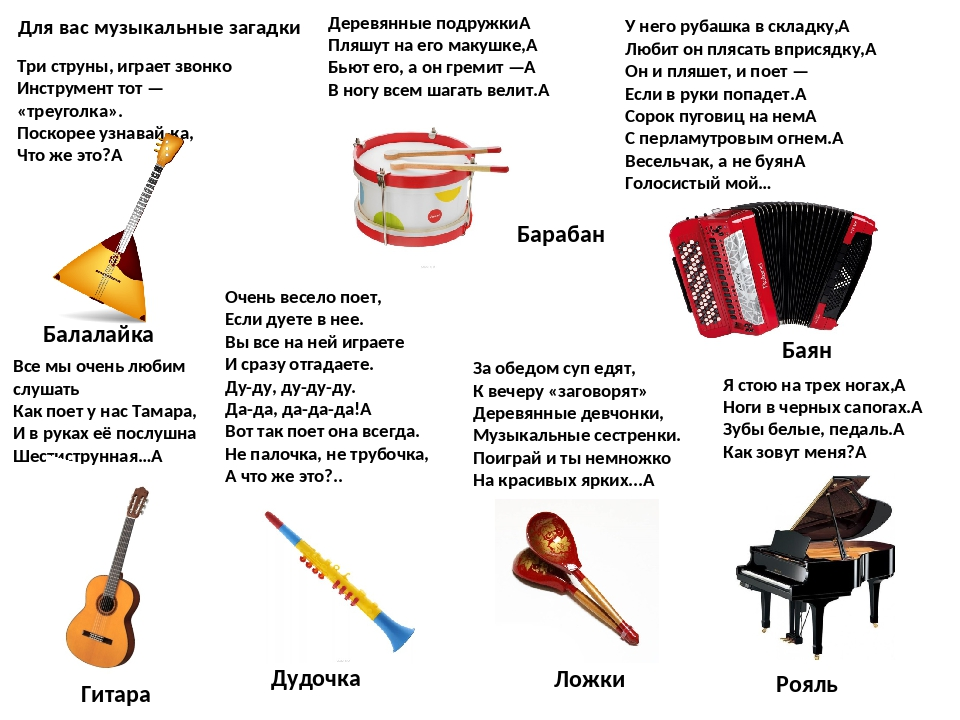 Для вас музыкальные загадки
Три струны, играет звонко
Инструмент тот —
«треуголка».
Поскорее узнавай-ка,
Что же это?А
Балалайка
Деревянные подружкиА
Пляшут на его макушке,А
Бьют его, а он гремит —А
В ногу всем шагать велит.А
Барабан
У него рубашка в складку,А
Любит он плясать вприсядку,А
Он и пляшет, и поет —
Если в руки попадет.А
Сорок пуговиц на немА
С перламутровым огнем.А
Весельчак, а не буянА
Голосистый мой…
Баян
Все мы очень любим
слушать
Как поет у нас Тамара,
И в руках её послушна
Шестиструнная…А
Гитара
Очень весело поет,
Если дуете в нее.
Вы все на ней играете
И сразу отгадаете.
Ду-ду, ду-ду-ду.
Да-да, да-да-да!А
Вот так поет она всегда.
Не палочка, не трубочка,
А что же это?..
Дудочка
За обедом суп едят,
К вечеру «заговорят»
Деревянные девчонки,
Музыкальные сестренки.
Поиграй и ты немножко
На красивых ярких...А
Ложки
Я стою на трех ногах,А
Ноги в черных сапогах.А
Зубы белые, педаль.А
Как зовут меня?А
Рояль